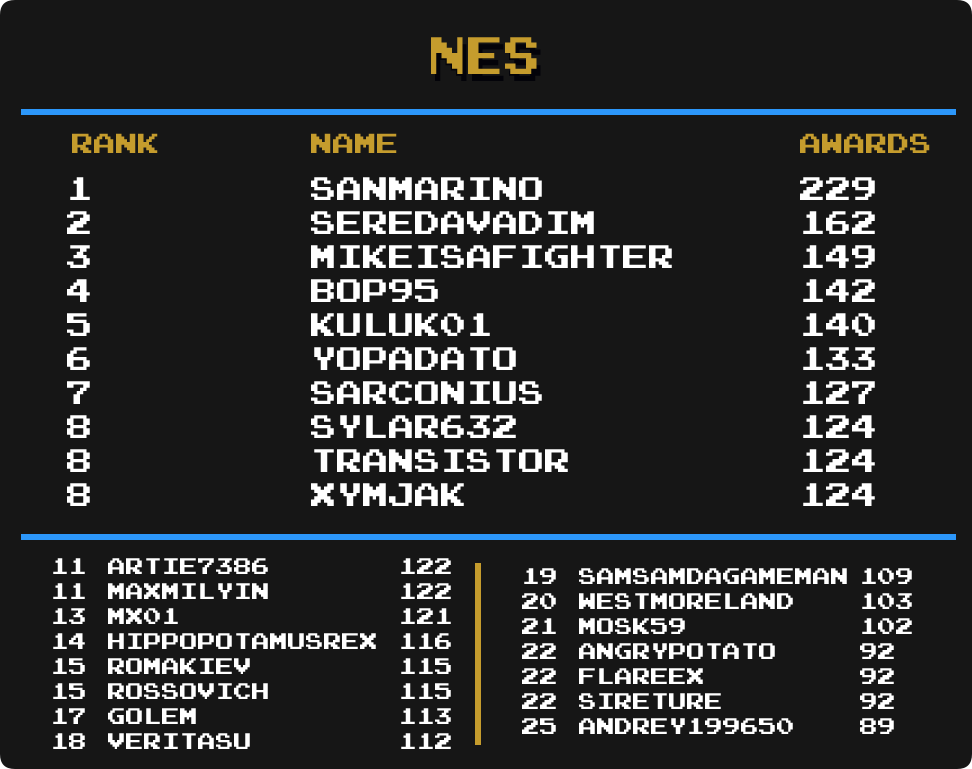 NES
RANK NAME AWARDS
1 SANMARINO 229
2 SEREDAVADIM 162
3 MIKEISAFIGHTER 149
4 BOP95 142
5 KULUK01 140
6 YOPADATO 133
7 SARCONIUS 127
8 SYLAR632 124
8 TRANSISTOR 124
8 XYMJAK 124
11 ARTIE7386 122
11 MAXMILYIN 122
13 MX01 121
14 HIPPOPOTAMUSREX 116
15 ROMAKIEV 115
15 ROSSOVICH 115
17 GOLEM 113
18 VERITASU 112
19 SAMSAMDAGAMEMAN 109
20 WESTMORELAND 103
21 MOSK59 102
22 ANGRYPOTATO 92
22 FLAREEX 92
22 SIRETURE 92
25 ANDREY199650 89